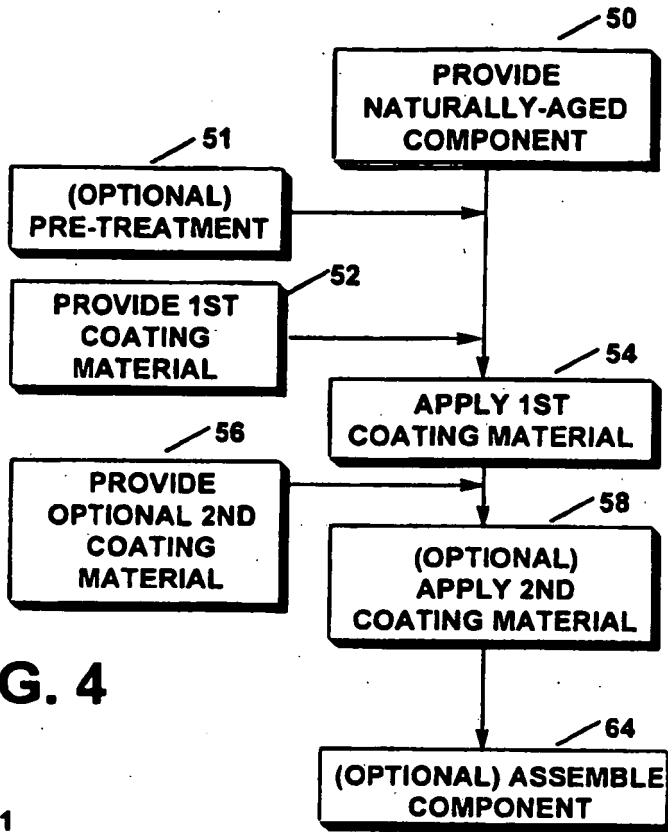 50
PROVIDE
NATURALLY-AGED
COMPONENT
51
(OPTIONAL)
PRE-TREATMENT
52
PROVIDE 1ST
COATING
MATERIAL
54
APPLY 1ST
COATING MATERIAL
56
PROVIDE
OPTIONAL 2ND
COATING
MATERIAL
58
(OPTIONAL)
APPLY 2ND
COATING MATERIAL
G. 4
64
(OPTIONAL) ASSEMBLE
COMPONENT
1